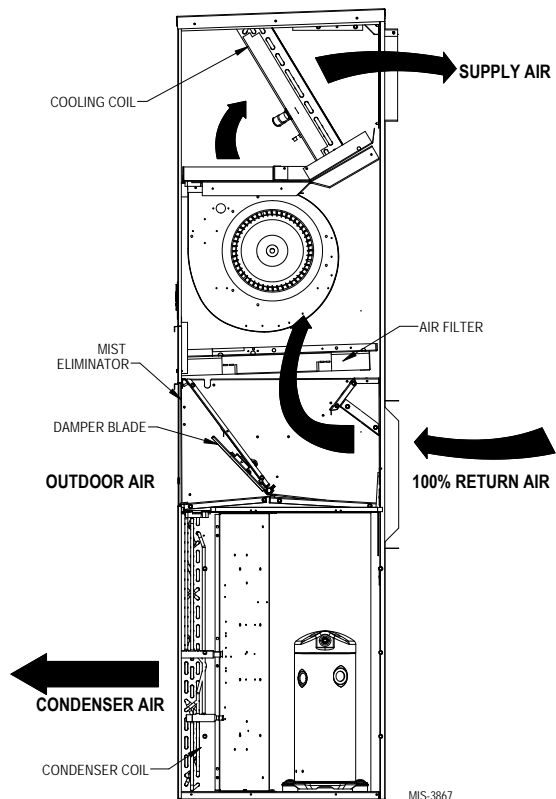 SUPPLY AIR
COOLING COIL
AIR FILTER
MIST
ELIMINATOR
DAMPER BLADE
OUTDOOR AIR
100% RETURN AIR
CONDENSER AIR
CONDENSER COIL
MIS-3867